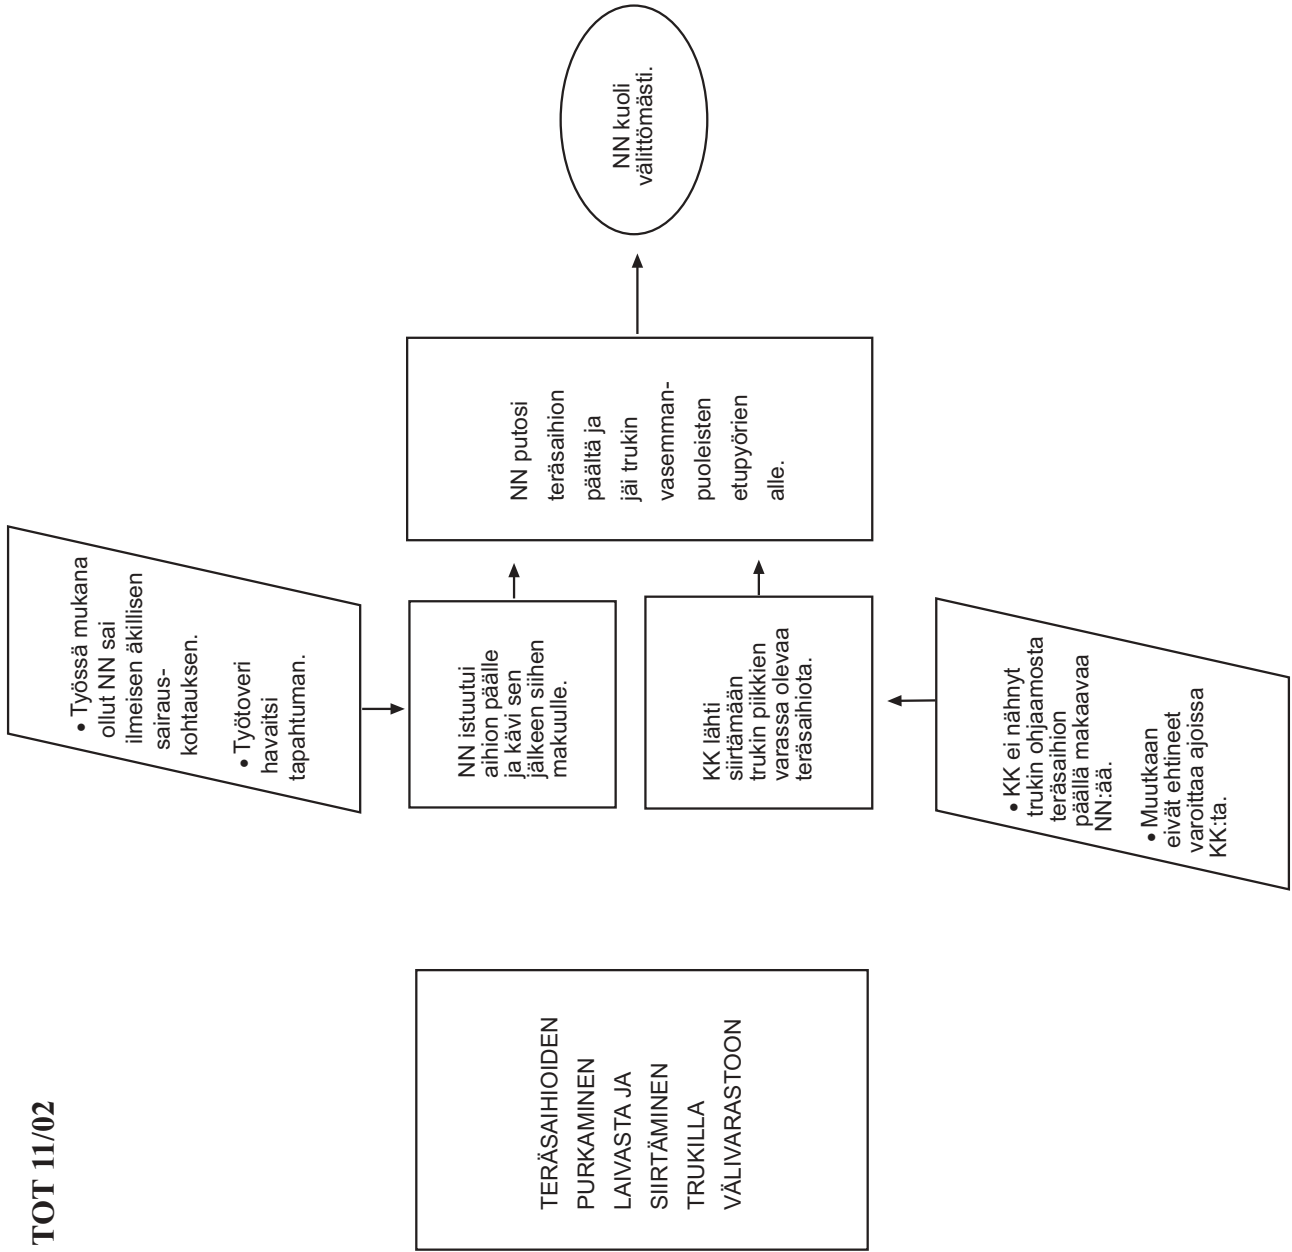 TOT 11/02
TERÄSAIHIOIDEN
PURKAMINEN
LAIVASTA JA
SIIRTÄMINEN
TRUKILLA
VÄLIVARASTOON
• Työssä mukana
ollut NN sai
ilmeisen äkillisen
sairaus-
kohtauksen.
• Työtoveri
havaitsi
tapahtuman.
NN istuutui
aihion päälle
ja kävi sen
jälkeen siihen
makuulle.
KK lähti
siirtämään
trukin piikkien
varassa olevaa
teräsaihiota.
• KK ei nähnyt
trukin ohjaamosta
teräsaihion
päällä makaavaa
NN:ää.
• Muutkaan
eivät ehtineet
varoittaa ajoissa
KK:ta.
NN putosi
teräsaihion
päältä ja
jäi trukin
vasemman-
puoleisten
etupyörien
alle.
NN kuoli
välittömästi.